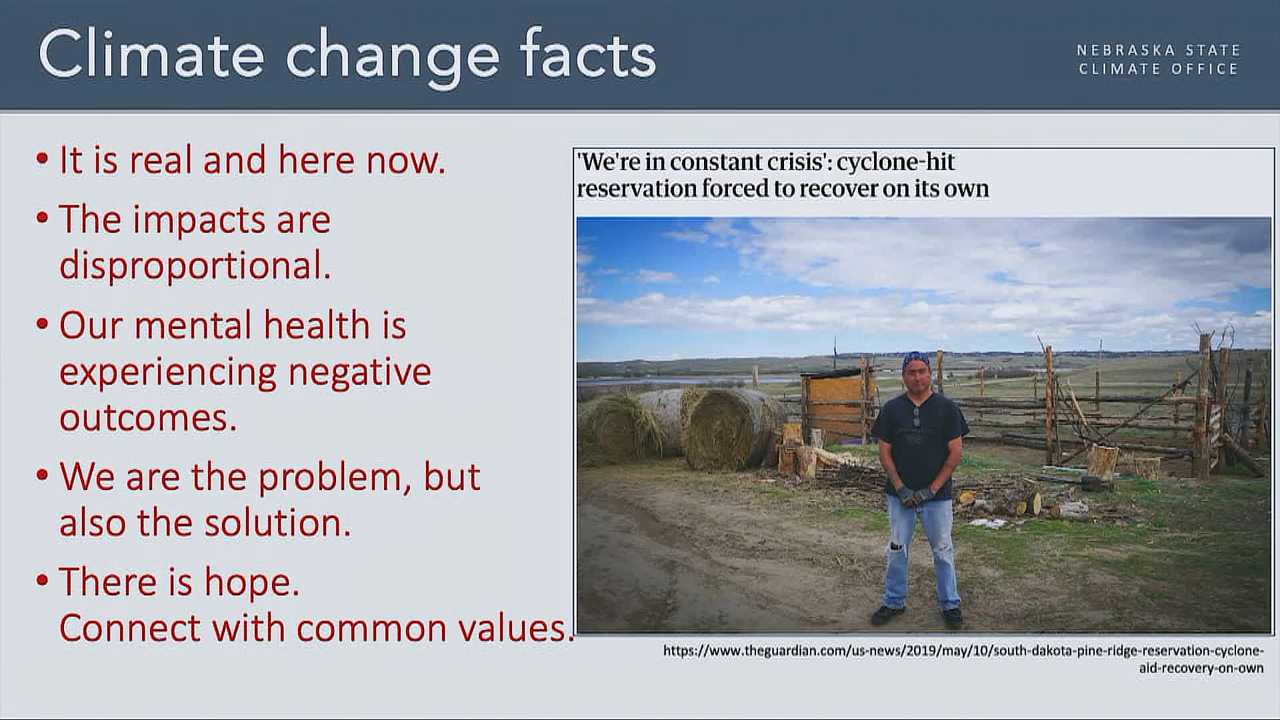 Climate change facts
NEBRASKA STATE
CLIMATE OFFICE
• It is real and here now.
• The impacts are
disproportional.
• Our mental health is
experiencing negative
outcomes.
• We are the problem, but
also the solution.
• There is hope.
Connect with common values.
'We're in constant crisis': cyclone-hit
reservation forced to recover on its own
https://www.theguardian.com/us-news/2019/may/10/south-dakota-pine-ridge-reservation-cyclone-
aid-recovery-on-own